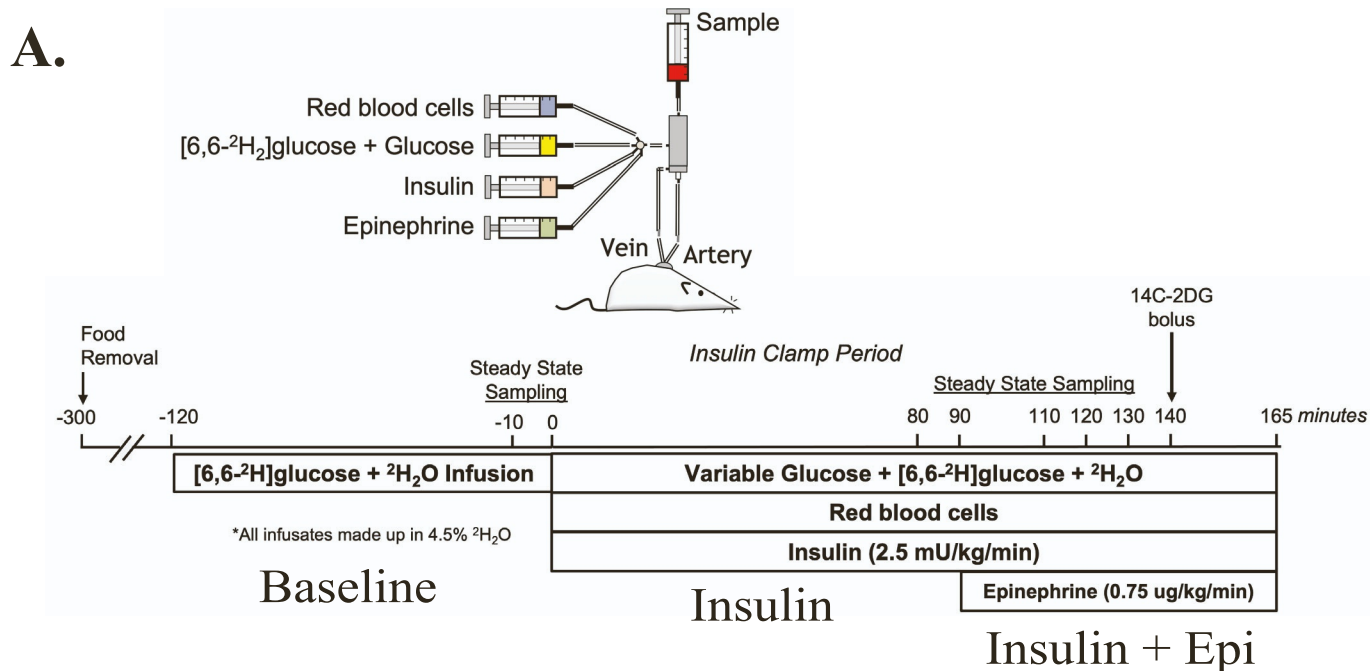 A.
Sample
Red blood cells
[6,6-²H₂]glucose + Glucose
Insulin
Epinephrine
Vein
Artery
14C-2DG
bolus
Food
Removal
Insulin Clamp Period
Steady State
Sampling
Steady State Sampling
-300
-120
-10
0
80
90
110
120
130
140
165 minutes
[6,6-²H]glucose + ²H₂O Infusion
Variable Glucose + [6,6-²H]glucose + ²H₂O
Red blood cells
*All infusates made up in 4.5% ²H₂O
Insulin (2.5 mU/kg/min)
Epinephrine (0.75 ug/kg/min)
Baseline
Insulin
Insulin + Epi